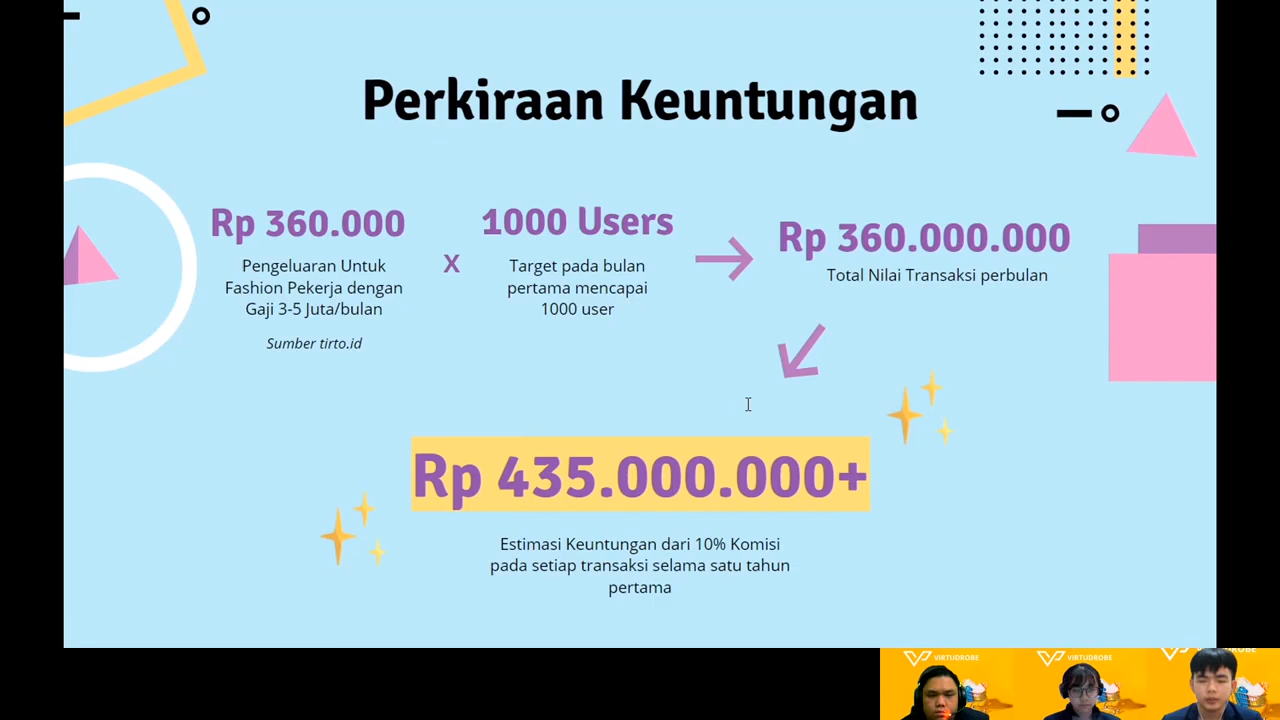 Perkiraan Keuntungan
Rp 360.000
Pengeluaran Untuk
Fashion Pekerja dengan
Gaji 3-5 Juta/bulan
Sumber tirto.id
x
1000 Users
Target pada bulan
pertama mencapai
1000 user
Rp 360.000.000
Total Nilai Transaksi perbulan
Rp 435.000.000+
Estimasi Keuntungan dari 10% Komisi
pada setiap transaksi selama satu tahun
pertama
VIRTUDROBE
VIRTUDROBE
VIRTUDROBE